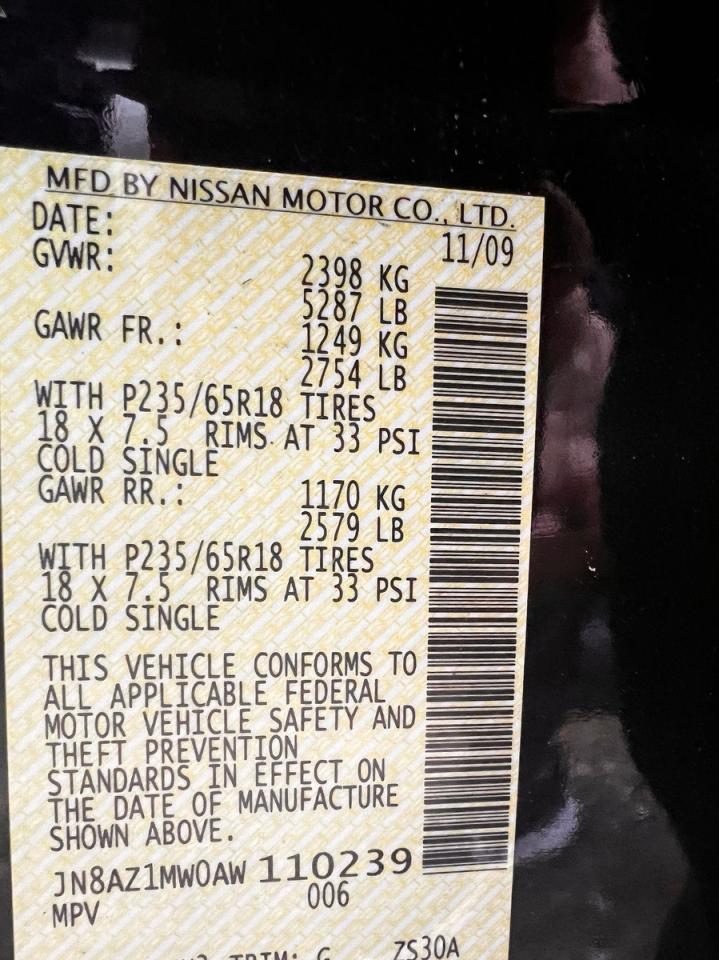 MFD BY NISSAN MOTOR CO., LTD.
DATE: 11/09
GVWR: 2398 KG
5287 LB
GAWR FR.: 1249 KG
2754 LB
WITH P235/65R18 TIRES
18 X 7.5 RIMS AT 33 PSI
COLD SINGLE
GAWR RR.: 1170 KG
2579 LB
WITH P235/65R18 TIRES
18 X 7.5 RIMS AT 33 PSI
COLD SINGLE
THIS VEHICLE CONFORMS TO
ALL APPLICABLE FEDERAL
MOTOR VEHICLE SAFETY AND
THEFT PREVENTION
STANDARDS IN EFFECT ON
THE DATE OF MANUFACTURE
SHOWN ABOVE.
JN8AZ1MW0AW 110239
MPV 006
TRIM: G ZS30A